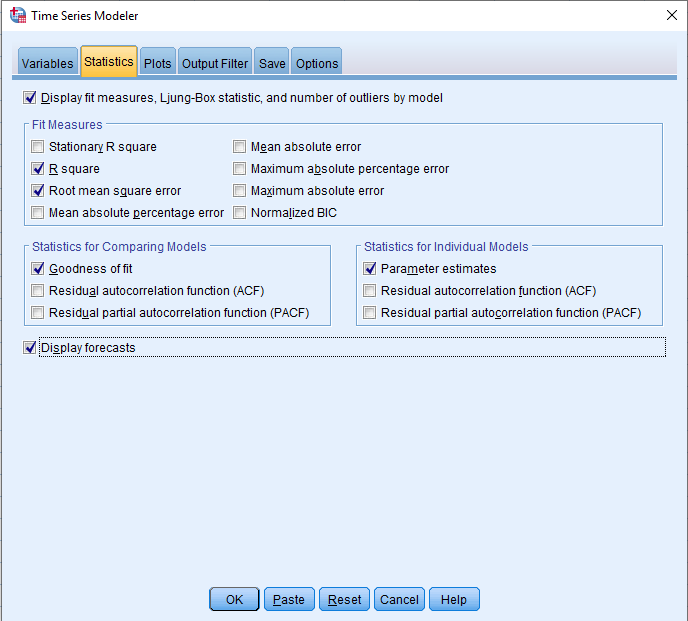 Time Series Modeler
Variables Statistics Plots Output Filter Save Options
Display fit measures, Ljung-Box statistic, and number of outliers by model
Fit Measures
Stationary R square
R square
Root mean square error
Mean absolute percentage error
Mean absolute error
Maximum absolute percentage error
Maximum absolute error
Normalized BIC
Statistics for Comparing Models
Goodness of fit
Residual autocorrelation function (ACF)
Residual partial autocorrelation function (PACF)
Statistics for Individual Models
Parameter estimates
Residual autocorrelation function (ACF)
Residual partial autocorrelation function (PACF)
Display forecasts
OK Paste Reset Cancel Help